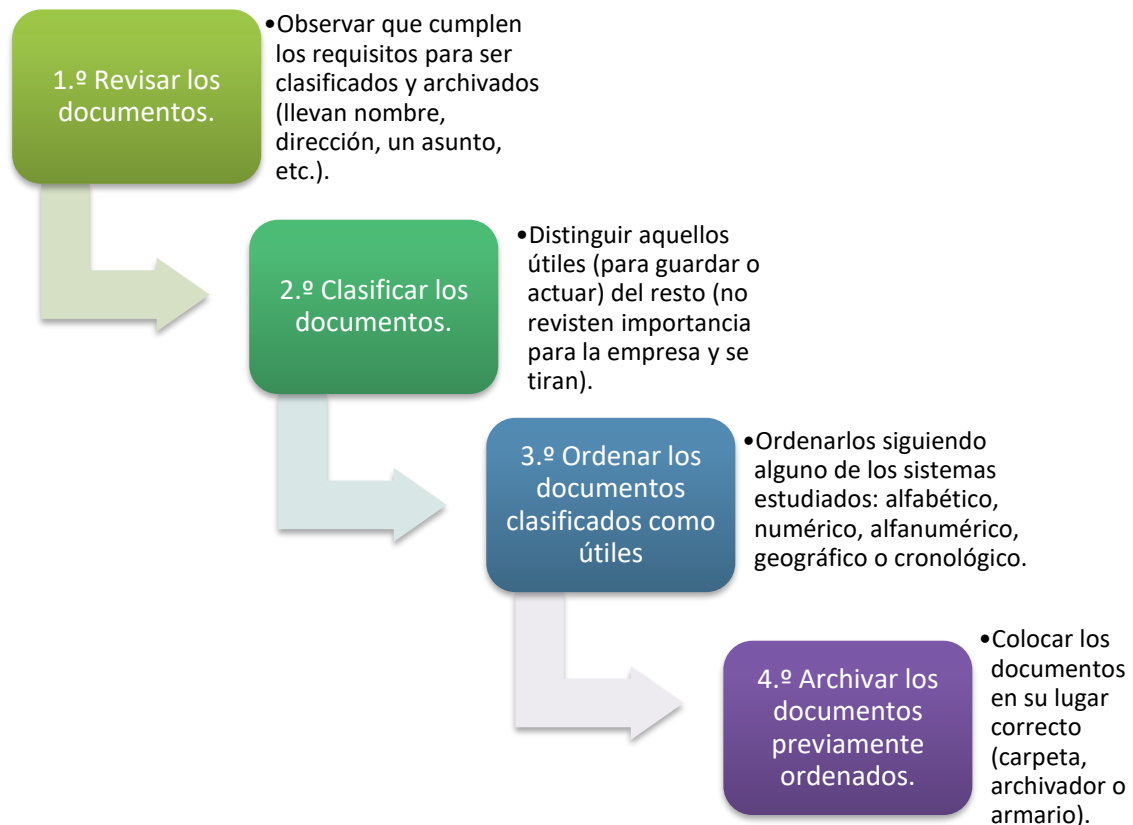 1.º Revisar los
documentos.
•Observar que cumplen
los requisitos para ser
clasificados y archivados
(llevan nombre,
dirección, un asunto,
etc.).
2.º Clasificar los
documentos.
•Distinguir aquellos
útiles (para guardar o
actuar) del resto (no
revisten importancia
para la empresa y se
tiran).
3.º Ordenar los
documentos
clasificados como
útiles
•Ordenarlos siguiendo
alguno de los sistemas
estudiados: alfabético,
numérico, alfanumérico,
geográfico o cronológico.
4.º Archivar los
documentos
previamente
ordenados.
•Colocar los
documentos
en su lugar
correcto
(carpeta,
archivador o
armario).